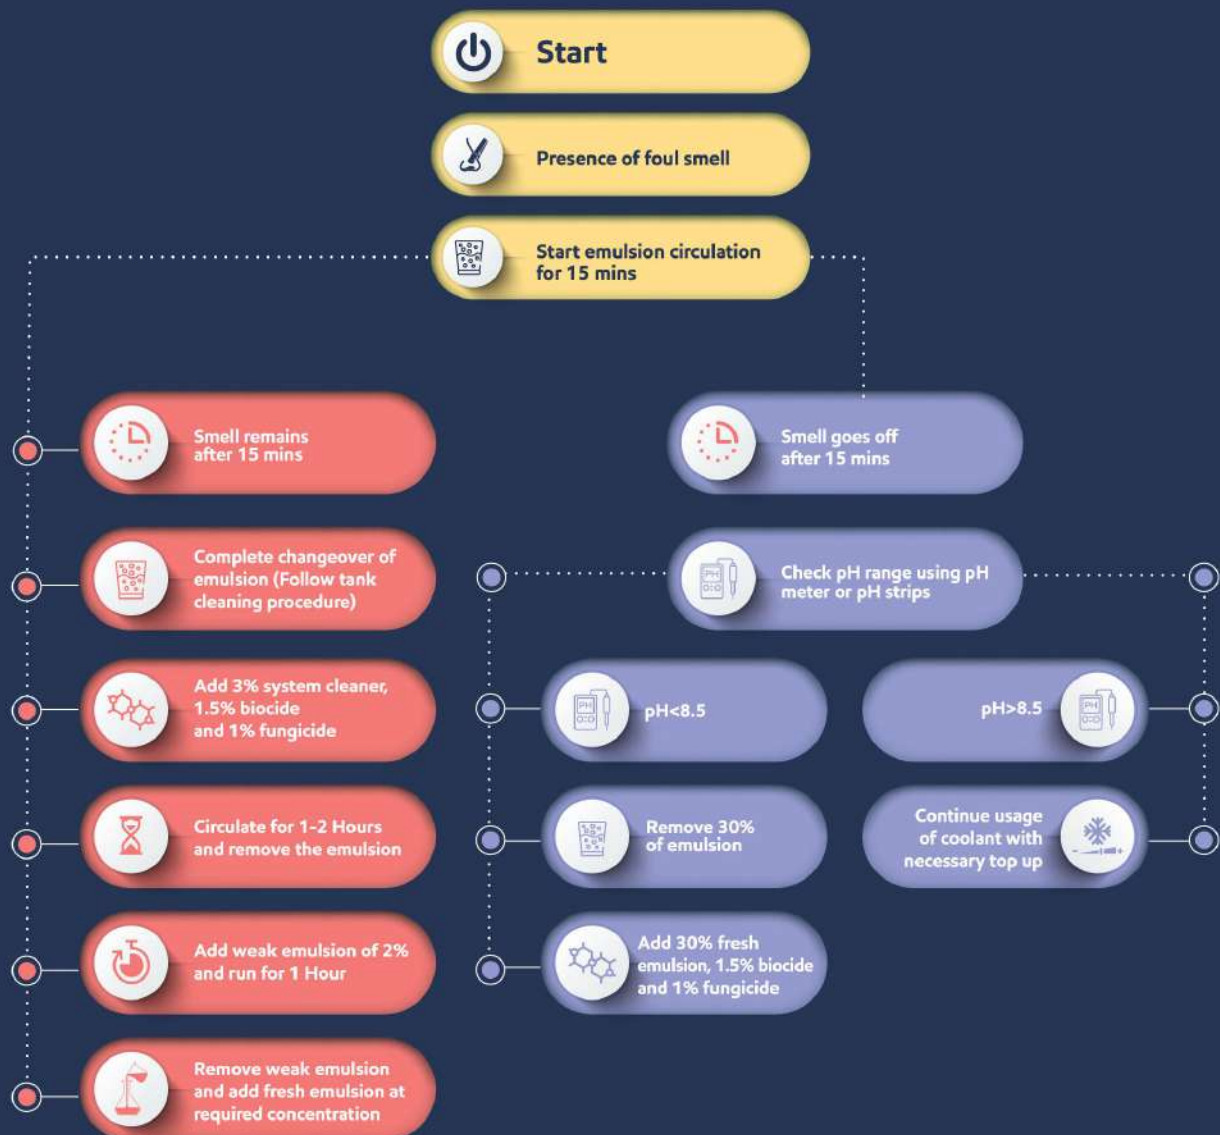 Start
Presence of foul smell
Start emulsion circulation
for 15 mins
Smell remains
after 15 mins
Complete changeover of
emulsion (Follow tank
cleaning procedure)
Add 3% system cleaner,
1.5% biocide
and 1% fungicide
Circulate for 1-2 Hours
and remove the emulsion
Add weak emulsion of 2%
and run for 1 Hour
Remove weak emulsion
and add fresh emulsion at
required concentration
Smell goes off
after 15 mins
PH
Check pH range using pH
meter or pH strips
PH
pH<8.5
Remove 30%
of emulsion
Add 30% fresh
emulsion, 1.5% biocide
and 1% fungicide
pH>8.5
PH
Continue usage
of coolant with
necessary top up